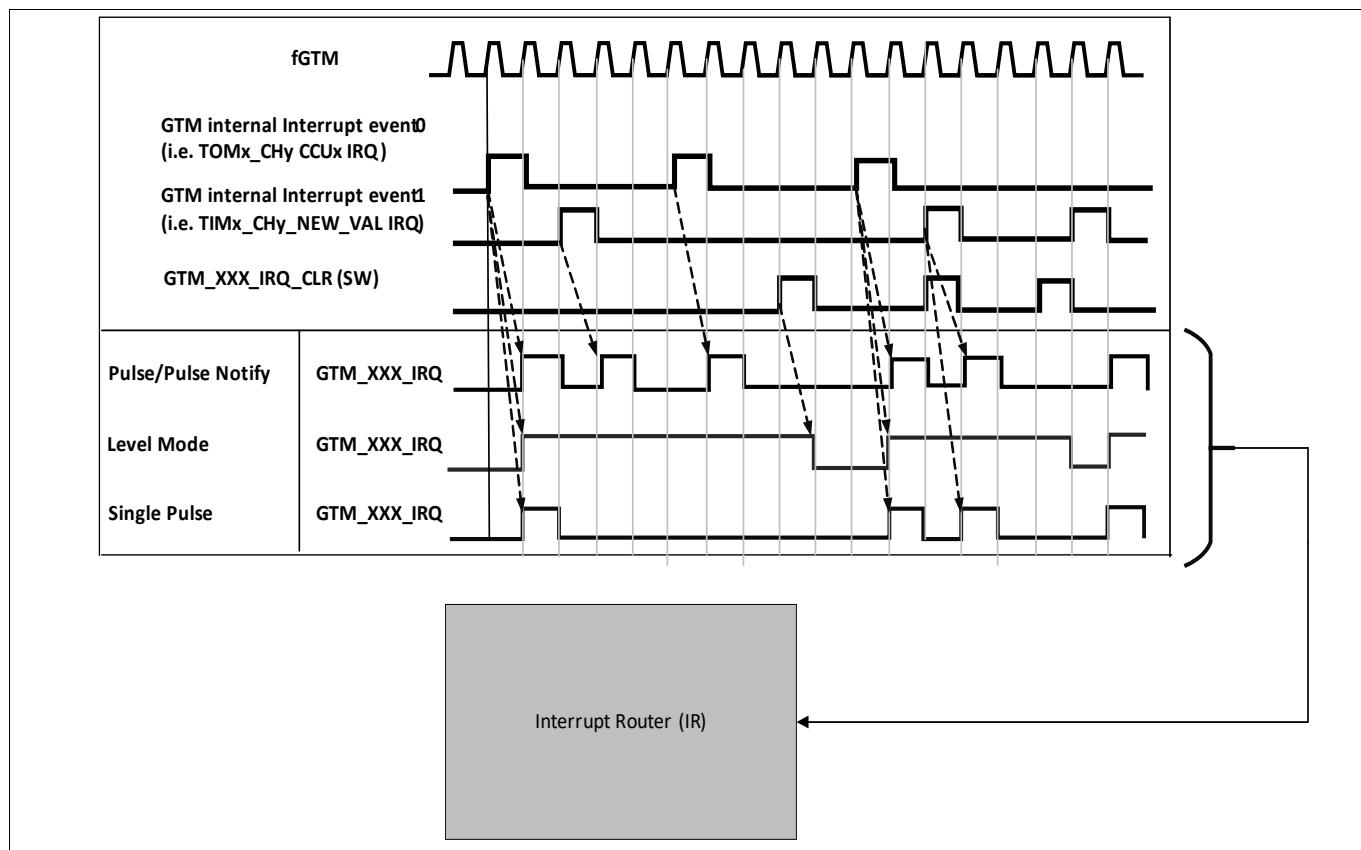 fGTM
GTM internal Interrupt event0
(i.e. TOMx_CHy CCUx IRQ)
GTM internal Interrupt event1
(i.e. TIMx_CHy_NEW_VAL IRQ)
GTM_XXX_IRQ_CLR (SW)
Pulse/Pulse Notify GTM_XXX_IRQ
Level Mode GTM_XXX_IRQ
Single Pulse GTM_XXX_IRQ
Interrupt Router (IR)